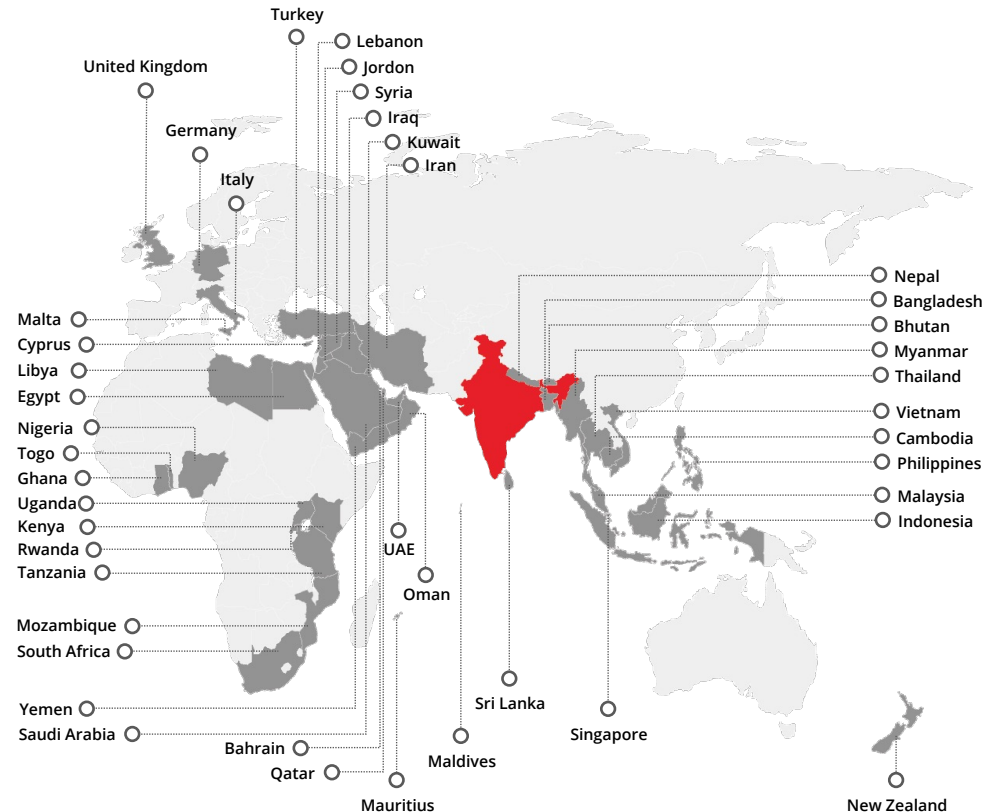 Turkey
Lebanon
Jordon
Syria
Iraq
Kuwait
Iran
United Kingdom
Germany
Italy
Malta
Cyprus
Libya
Egypt
Nigeria
Togo
Ghana
Uganda
Kenya
Rwanda
Tanzania
Mozambique
South Africa
Yemen
Saudi Arabia
Bahrain
Qatar
Mauritius
UAE
Oman
Maldives
Sri Lanka
Singapore
Nepal
Bangladesh
Bhutan
Myanmar
Thailand
Vietnam
Cambodia
Philippines
Malaysia
Indonesia
New Zealand